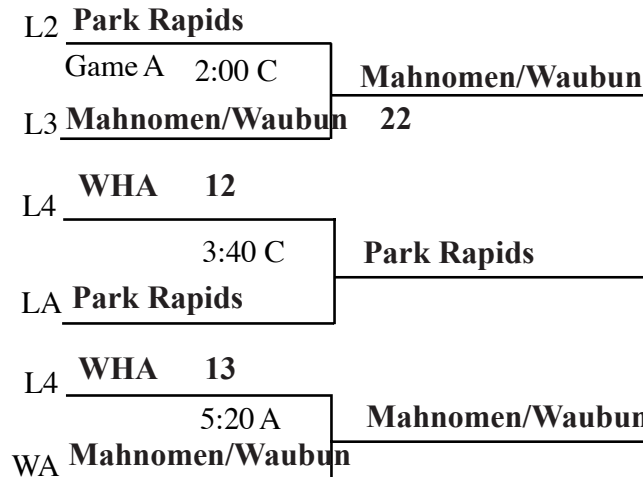 L2 Park Rapids
Game A 2:00 C
Mahnomen/Waubun
L3 Mahnomen/Waubun 22
WHA 12
L4
3:40 C
Park Rapids
LA Park Rapids
WHA 13
L4
5:20 A
Mahnomen/Waubun
WA Mahnomen/Waubun